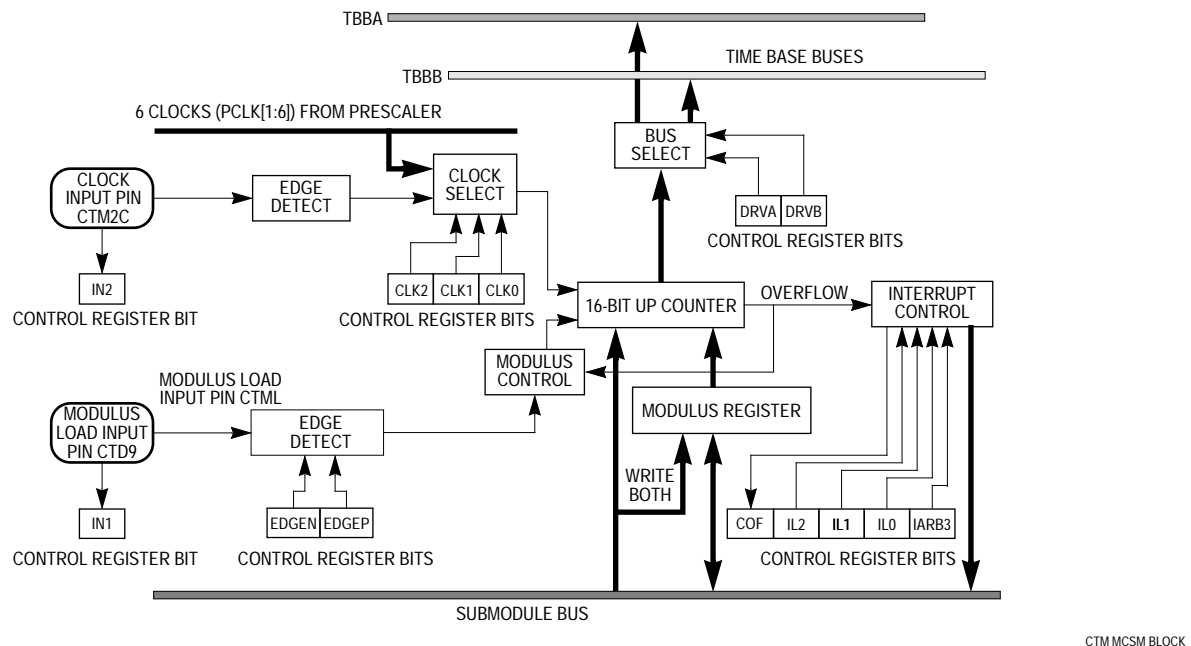 TBBA
TIME BASE BUSES
TBBB
6 CLOCKS (PCLK[1:6]) FROM PRESCALER
BUS
SELECT
CLOCK
INPUT PIN
CTM2C
EDGE
DETECT
CLOCK
SELECT
DRVA DRVB
CONTROL REGISTER BITS
IN2
CONTROL REGISTER BIT
CLK2 CLK1 CLK0
CONTROL REGISTER BITS
16-BIT UP COUNTER
OVERFLOW
INTERRUPT
CONTROL
MODULUS
CONTROL
MODULUS LOAD
INPUT PIN CTML
MODULUS
LOAD INPUT
PIN CTD9
EDGE
DETECT
MODULUS REGISTER
WRITE
BOTH
IN1
CONTROL REGISTER BIT
EDGEN EDGEP
CONTROL REGISTER BITS
COF IL2 IL1 IL0 IARB3
CONTROL REGISTER BITS
SUBMODULE BUS
CTM MCSM BLOCK